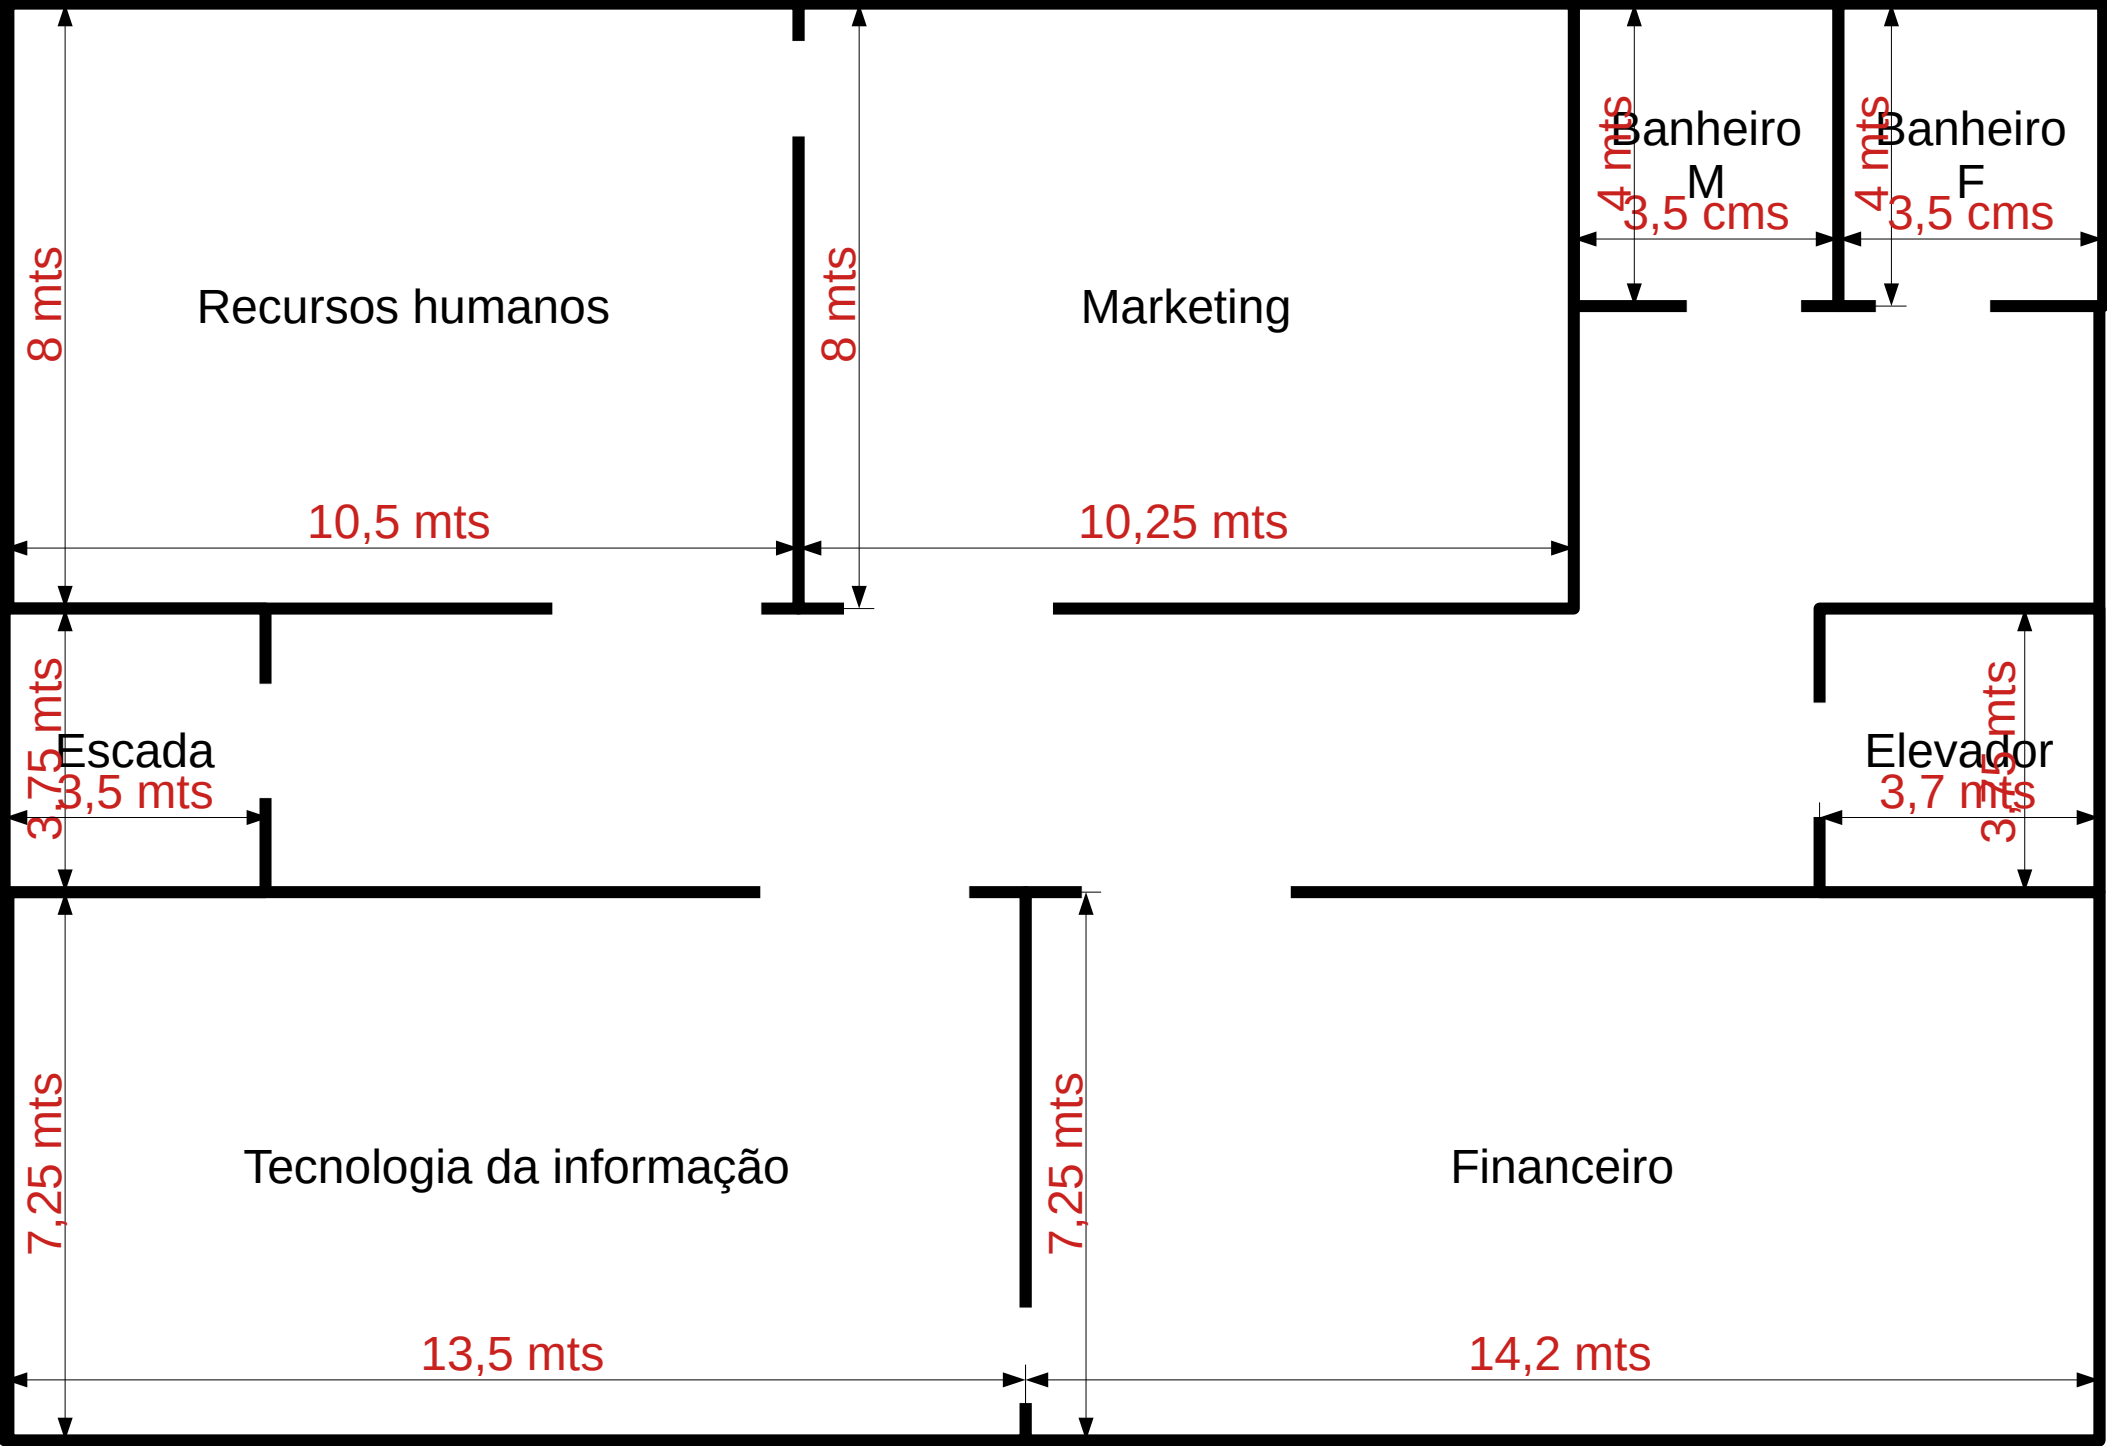 4 mts
Banheiro
M
3,5 cms
4 mts
Banheiro
F
3,5 cms
8 mts
Recursos humanos
10,5 mts
8 mts
Marketing
10,25 mts
3,75 mts
Escada
3,5 mts
Elevador
3,7 mts
3,75 mts
7,25 mts
Tecnologia da informação
13,5 mts
7,25 mts
Financeiro
14,2 mts